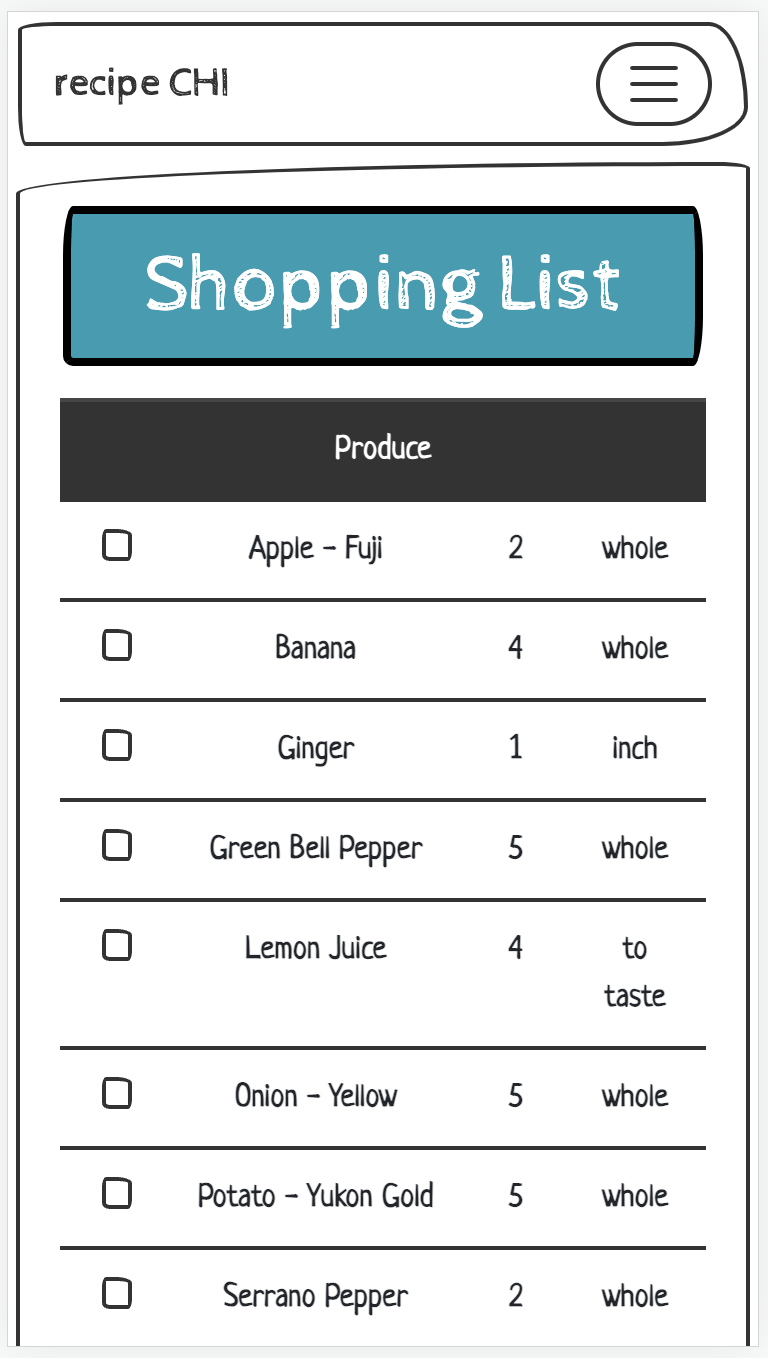 recipe CHI
Shopping List
Produce
Apple - Fuji 2 whole
Banana 4 whole
Ginger 1 inch
Green Bell Pepper 5 whole
Lemon Juice 4 to
taste
Onion - Yellow 5 whole
Potato - Yukon Gold 5 whole
Serrano Pepper 2 whole